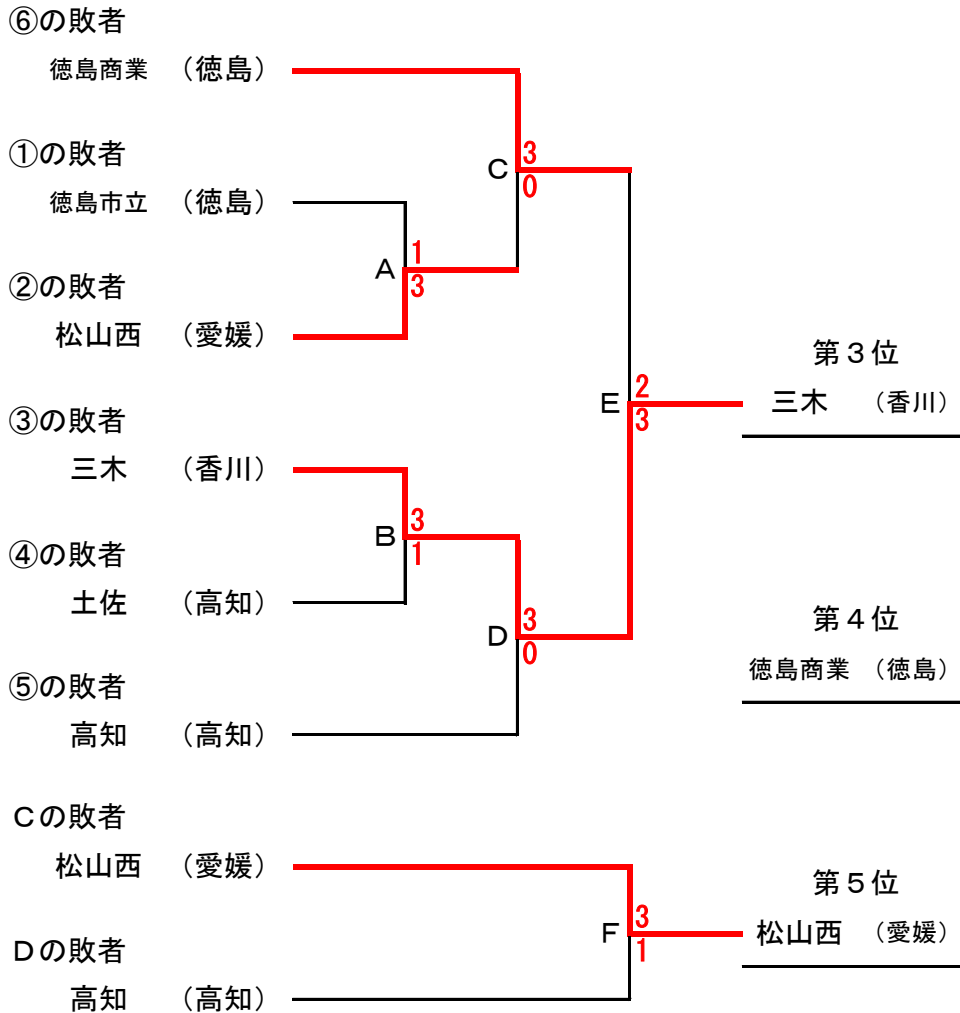 ⑥の敗者
徳島商業 （徳島）
①の敗者
C
3
0
徳島市立 （徳島）
A
1
3
②の敗者
松山西 （愛媛）
第３位
E
2
3
三木 （香川）
③の敗者
三木 （香川）
B
3
1
④の敗者
土佐 （高知）
D
3
0
第４位
徳島商業 （徳島）
⑤の敗者
高知 （高知）
Cの敗者
松山西 （愛媛）
第５位
F
3
1
松山西 （愛媛）
Dの敗者
高知 （高知）